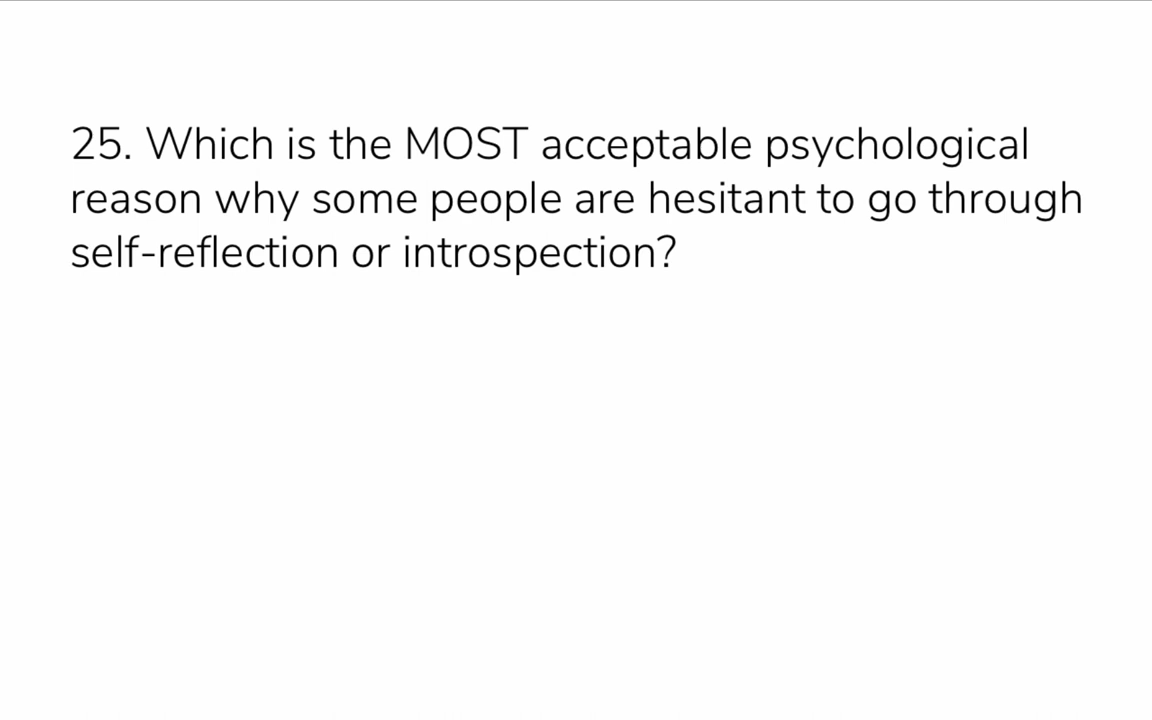 25. Which is the MOST acceptable psychological
reason why some people are hesitant to go through
self-reflection or introspection?